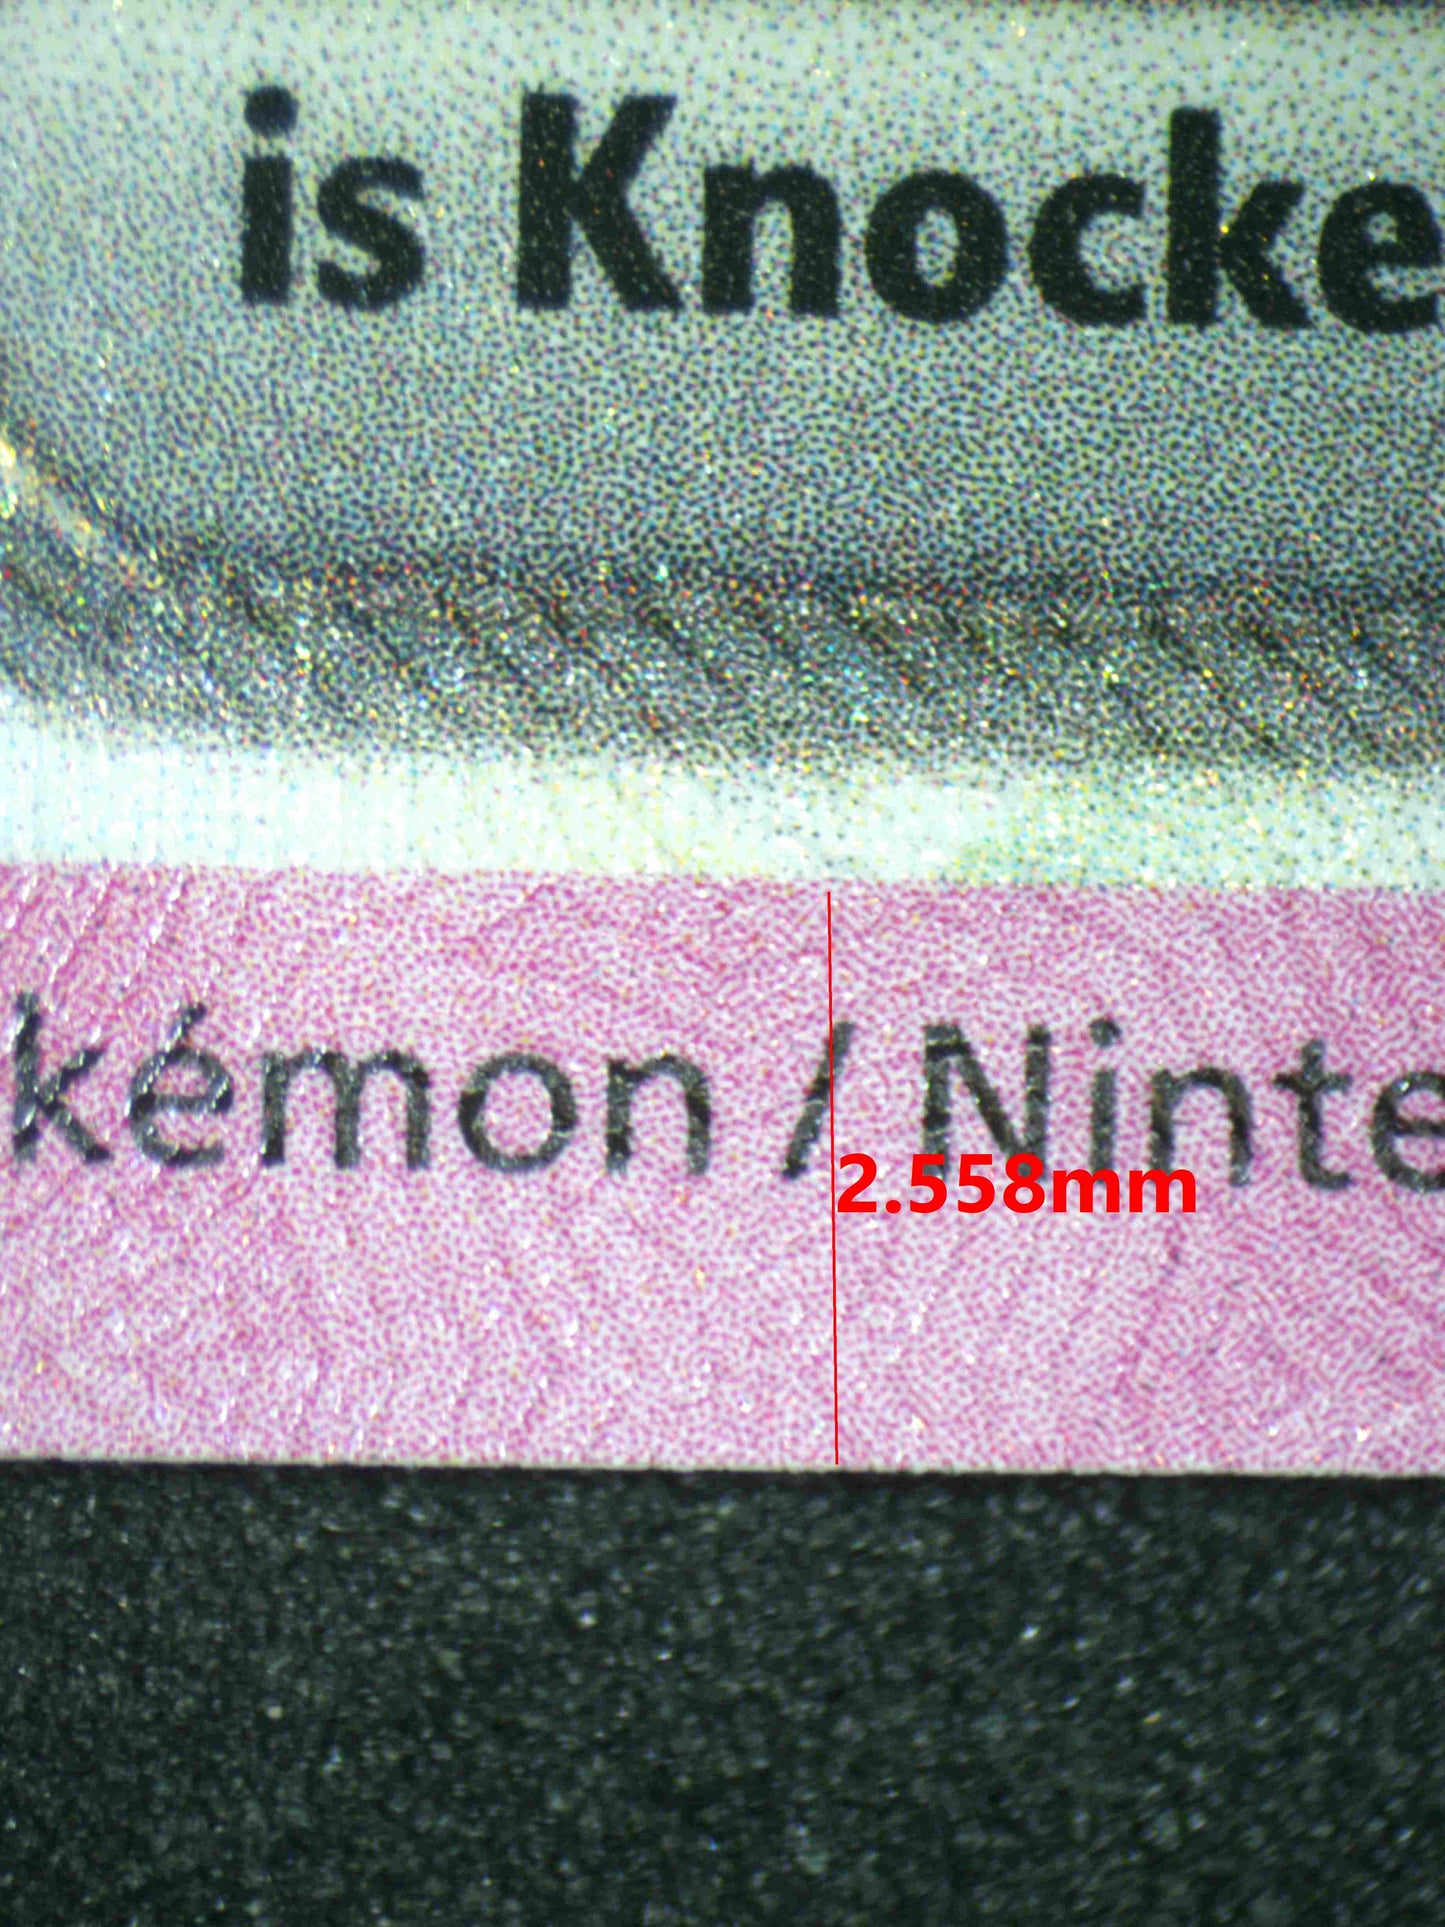 is Knocke
kémon / Ninte
2.558mm